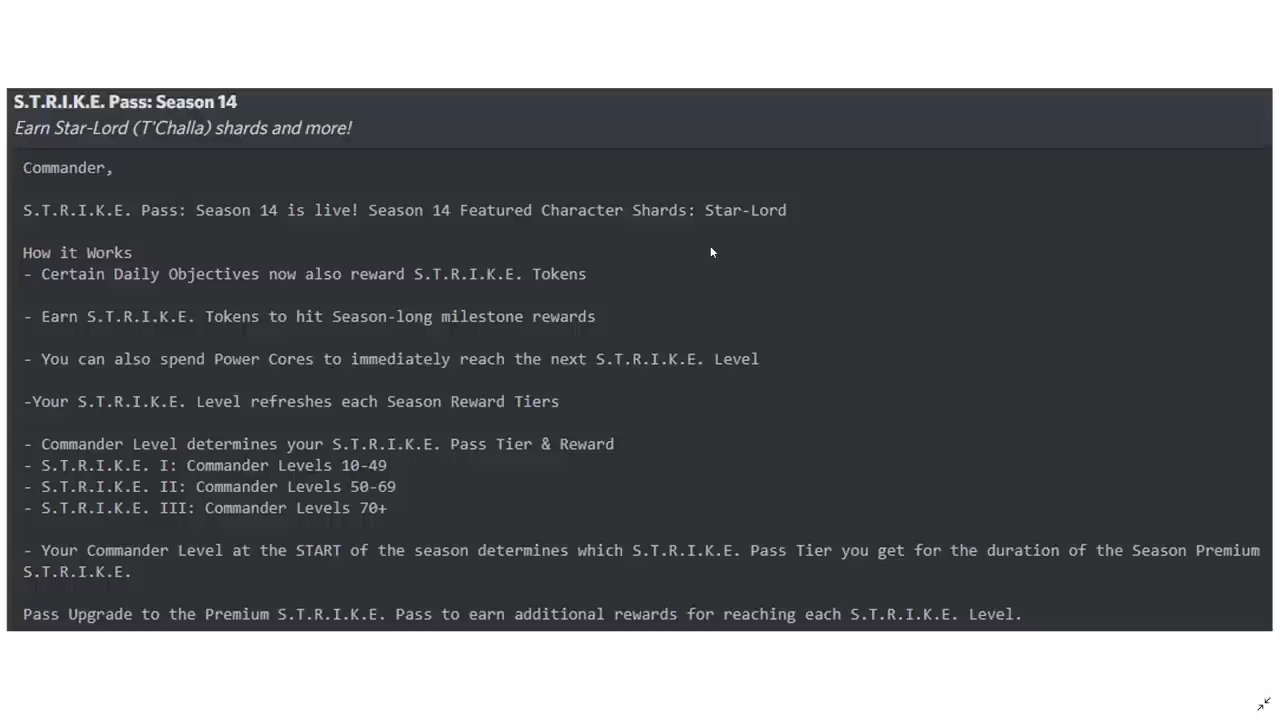 S.T.R.I.K.E. Pass: Season 14
Earn Star-Lord (T'Challa) shards and more!
Commander,
S.T.R.I.K.E. Pass: Season 14 is live! Season 14 Featured Character Shards: Star-Lord
How it Works
- Certain Daily Objectives now also reward S.T.R.I.K.E. Tokens
- Earn S.T.R.I.K.E. Tokens to hit Season-long milestone rewards
- You can also spend Power Cores to immediately reach the next S.T.R.I.K.E. Level
-Your S.T.R.I.K.E. Level refreshes each Season Reward Tiers
- Commander Level determines your S.T.R.I.K.E. Pass Tier & Reward
- S.T.R.I.K.E. I: Commander Levels 10-49
- S.T.R.I.K.E. II: Commander Levels 50-69
- S.T.R.I.K.E. III: Commander Levels 70+
- Your Commander Level at the START of the season determines which S.T.R.I.K.E. Pass Tier you get for the duration of the Season Premium
S.T.R.I.K.E.
Pass Upgrade to the Premium S.T.R.I.K.E. Pass to earn additional rewards for reaching each S.T.R.I.K.E. Level.